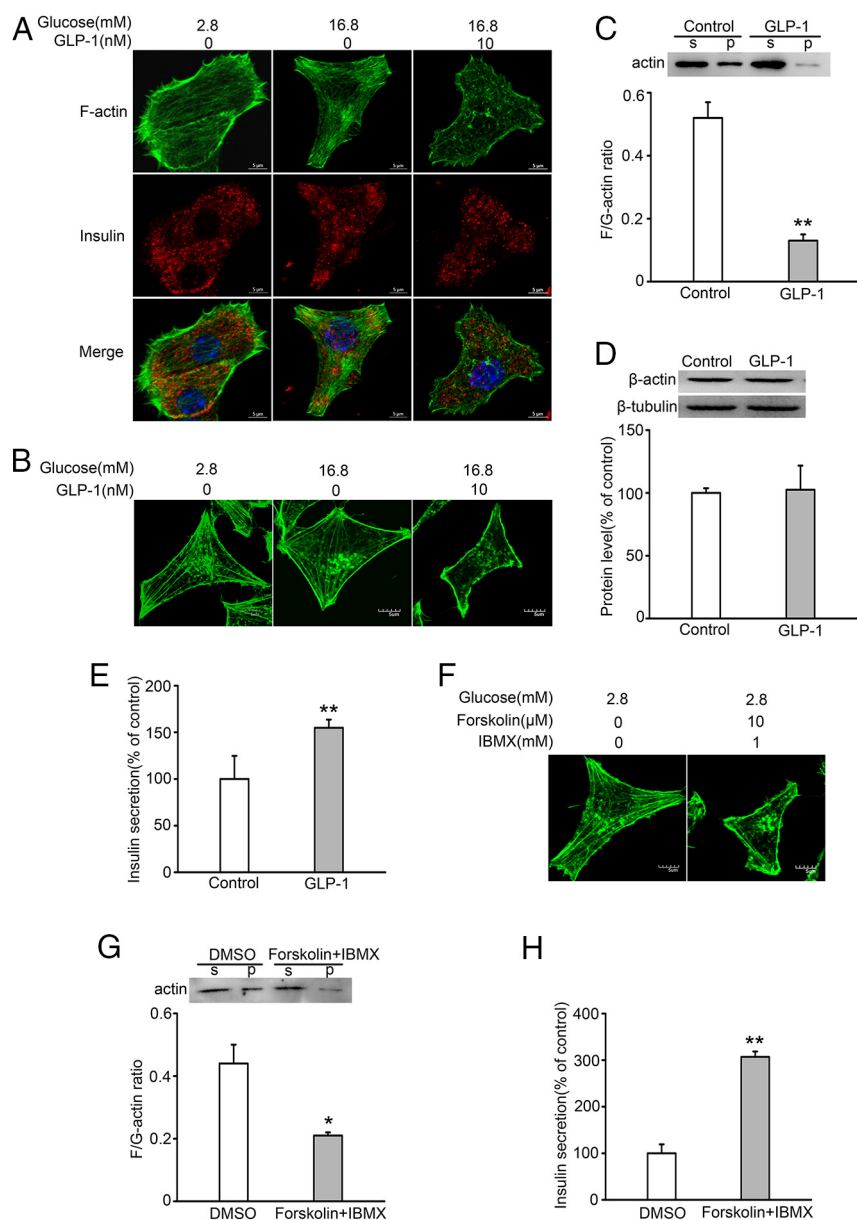 A
Glucose(mM) 2.8 16.8 16.8
GLP-1(nM) 0 0 10
F-actin
5 μm 5 μm 5 μm
Insulin
5 μm 5 μm 5 μm
Merge
5 μm 5 μm 5 μm
B
Glucose(mM) 2.8 16.8 16.8
GLP-1(nM) 0 0 10
5um 5um
C
Control GLP-1
s p s p
actin
F/G-actin ratio
0.6
0.4
0.2
0
**
Control GLP-1
D
Control GLP-1
β-actin
β-tubulin
Protein level(% of control)
150
100
50
0
Control GLP-1
E
Insulin secretion(% of control)
200
150
100
50
0
**
Control GLP-1
F
Glucose(mM) 2.8 2.8
Forskolin(μM) 0 10
IBMX(mM) 0 1
5um 5um
G
DMSO Forskolin+IBMX
s p s p
actin
F/G-actin ratio
0.6
0.4
0.2
0
*
DMSO Forskolin+IBMX
H
Insulin secretion(% of control)
400
300
200
100
0
**
DMSO Forskolin+IBMX